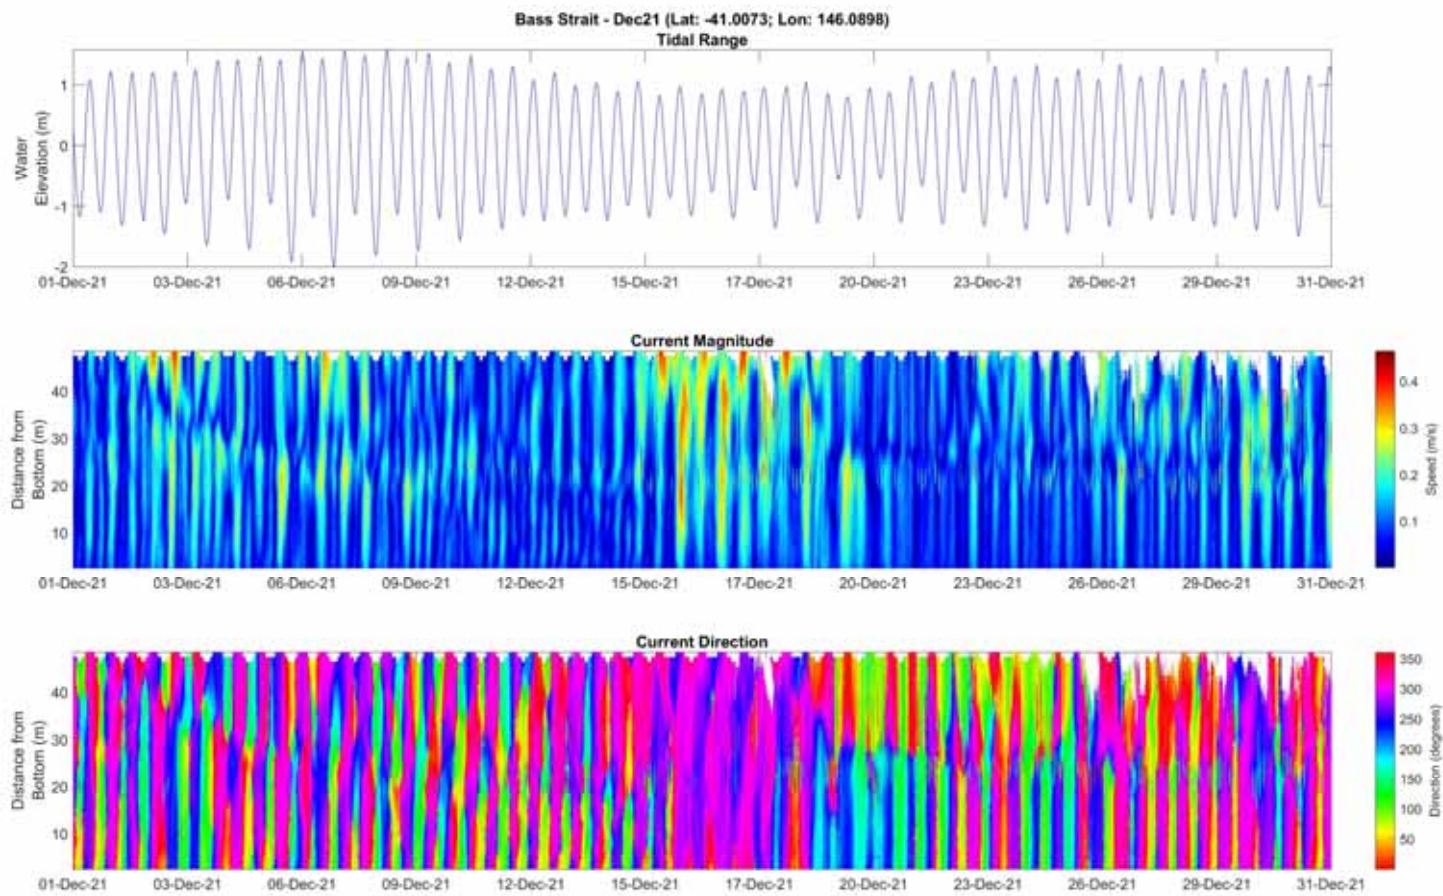 Bass Strait - Dec21 (Lat: -41.0073; Lon: 146.0898)
Tidal Range
Water
Elevation (m)
1
0
-1
-2
01-Dec-21 03-Dec-21 06-Dec-21 09-Dec-21 12-Dec-21 15-Dec-21 17-Dec-21 20-Dec-21 23-Dec-21 26-Dec-21 29-Dec-21 31-Dec-21
Current Magnitude
Distance from
Bottom (m)
40
30
20
10
01-Dec-21 03-Dec-21 06-Dec-21 09-Dec-21 12-Dec-21 15-Dec-21 17-Dec-21 20-Dec-21 23-Dec-21 26-Dec-21 29-Dec-21 31-Dec-21
0.4
0.3
0.2
0.1
Speed (m/s)
Current Direction
Distance from
Bottom (m)
40
30
20
10
01-Dec-21 03-Dec-21 06-Dec-21 09-Dec-21 12-Dec-21 15-Dec-21 17-Dec-21 20-Dec-21 23-Dec-21 26-Dec-21 29-Dec-21 31-Dec-21
350
300
250
200
150
100
50
Direction (degrees)